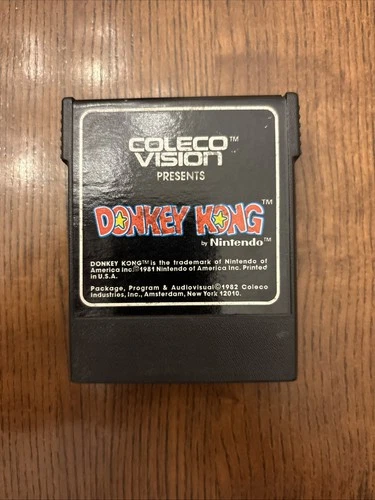 COLECO™
VISION
PRESENTS
DONKEY KONG™
by Nintendo™
DONKEY KONG™ is the trademark of Nintendo of
America Inc.©1981 Nintendo of America Inc. Printed
in U.S.A.
Package, Program & Audiovisual©1982 Coleco
Industries, Inc., Amsterdam, New York 12010.